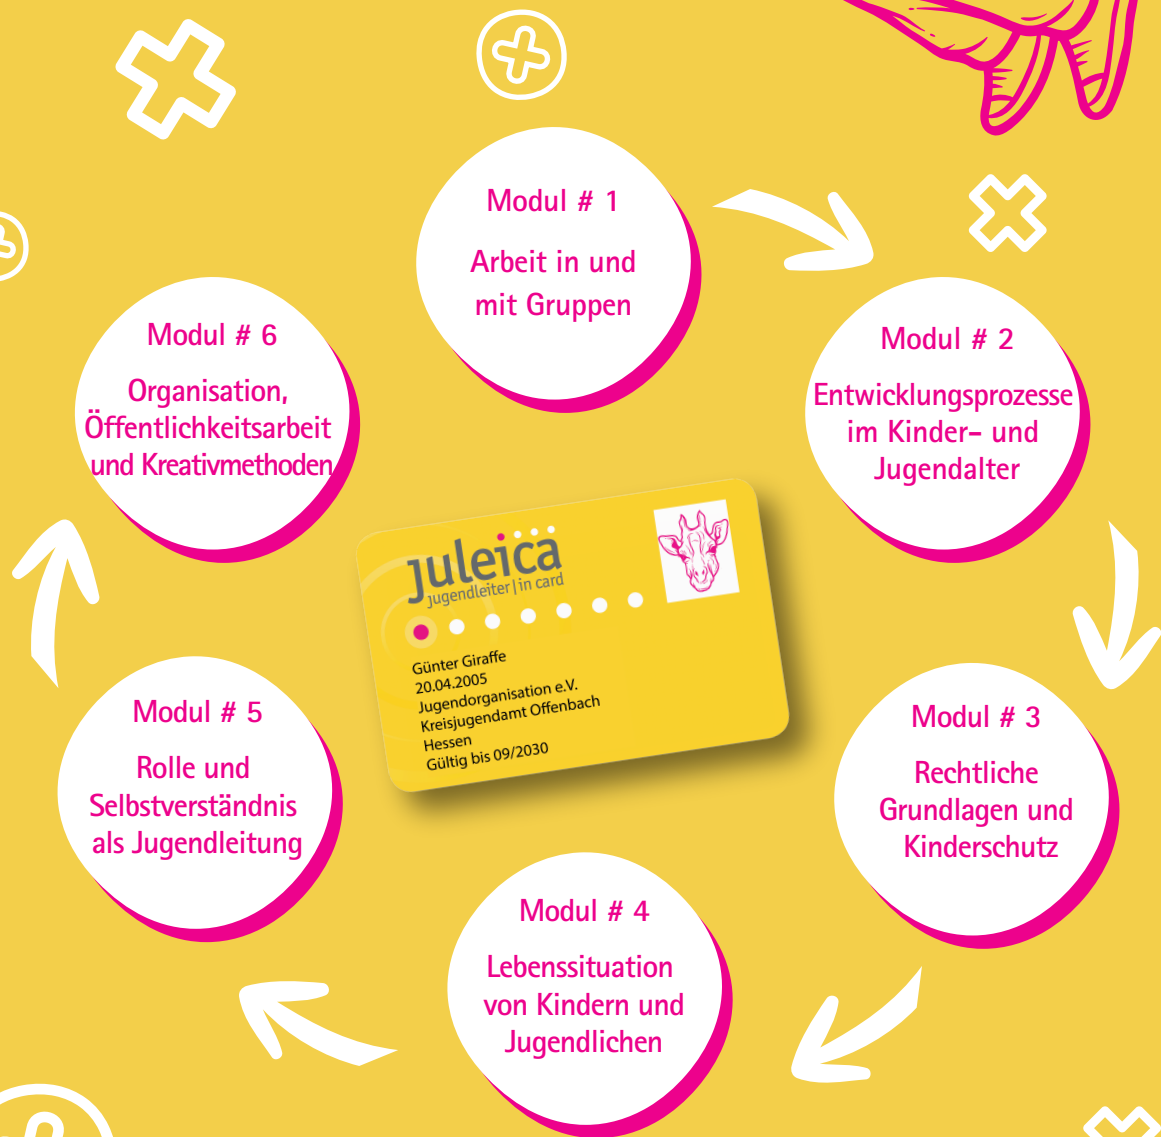 Modul # 1
Arbeit in und
mit Gruppen
Modul # 2
Entwicklungsprozesse
im Kinder- und
Jugendalter
Modul # 3
Rechtliche
Grundlagen und
Kinderschutz
Modul # 4
Lebenssituation
von Kindern und
Jugendlichen
Modul # 5
Rolle und
Selbstverständnis
als Jugendleitung
Modul # 6
Organisation,
Öffentlichkeitsarbeit
und Kreativmethoden
juleica
jugendleiter|in card
Günter Giraffe
20.04.2005
Jugendorganisation e.V.
Kreisjugendamt Offenbach
Hessen
Gültig bis 09/2030